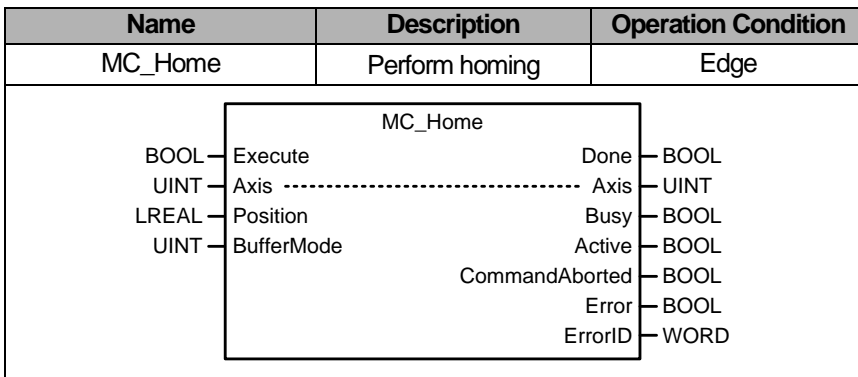 Name Description Operation Condition
MC_Home Perform homing Edge
MC_Home
BOOL Execute Done BOOL
UINT Axis Axis UINT
LREAL Position Busy BOOL
UINT BufferMode Active BOOL
CommandAborted BOOL
Error BOOL
ErrorID WORD